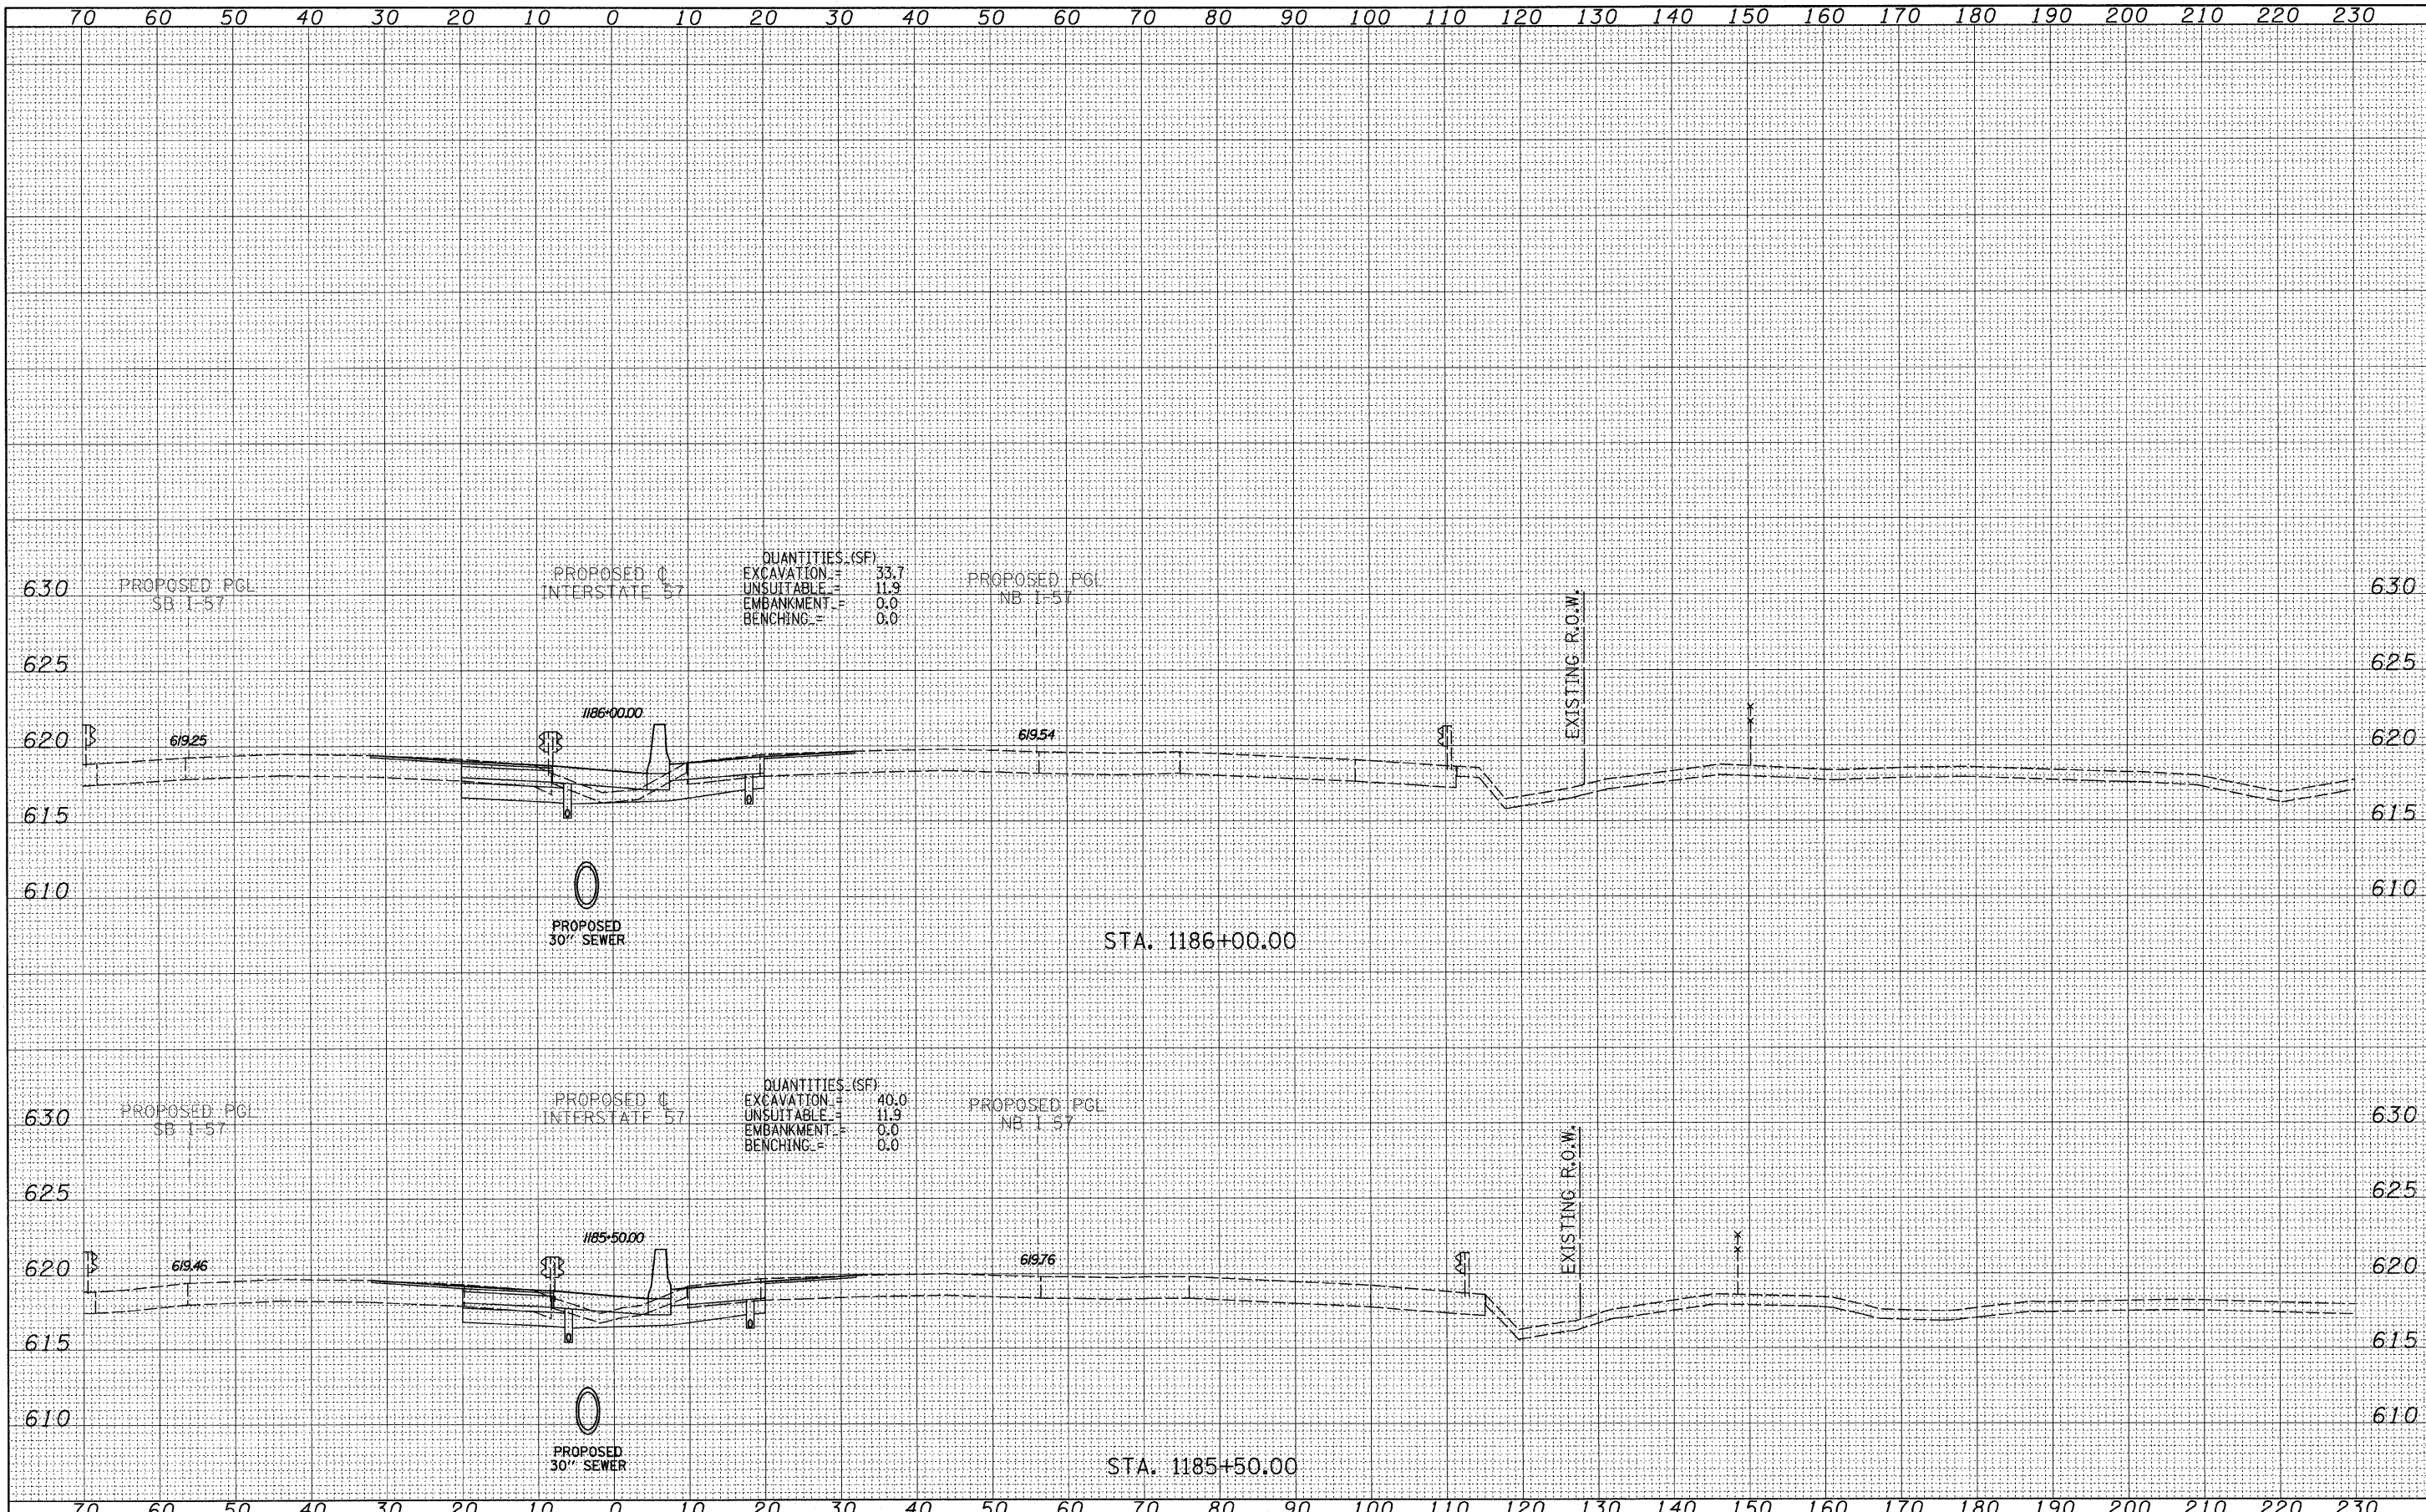 70 60 50 40 30 20 10 0 10 20 30 40 50 60 70 80 90 100 110 120 130 140 150 160 170 180 190 200 210 220 230
QUANTITIES (SF)
EXCAVATION = 33.7
UNSUITABLE = 11.9
EMBANKMENT = 0.0
BENCHING = 0.0
PROPOSED PGL
SB I-57
PROPOSED ℄
INTERSTATE 57
PROPOSED PGL
NB I-57
EXISTING R.O.W.
630 630
625 625
1186+00.00
620 619.25 619.54 620
615 615
610 610
PROPOSED
30" SEWER
STA. 1186+00.00
QUANTITIES (SF)
EXCAVATION = 40.0
UNSUITABLE = 11.9
EMBANKMENT = 0.0
BENCHING = 0.0
PROPOSED PGL
SB I-57
PROPOSED ℄
INTERSTATE 57
PROPOSED PGL
NB I-57
EXISTING R.O.W.
630 630
625 625
1185+50.00
620 619.46 619.76 620
615 615
610 610
PROPOSED
30" SEWER
STA. 1185+50.00
70 60 50 40 30 20 10 0 10 20 30 40 50 60 70 80 90 100 110 120 130 140 150 160 170 180 190 200 210 220 230